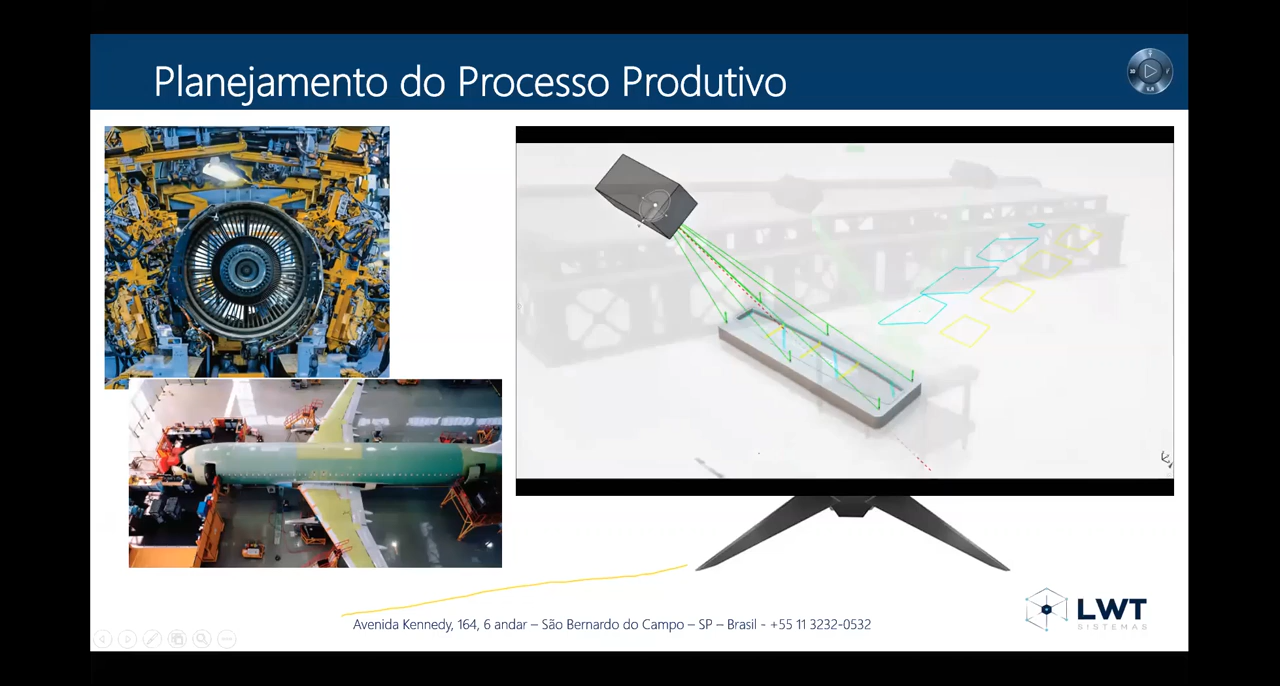 Planejamento do Processo Produtivo
Avenida Kennedy, 164, 6 andar – São Bernardo do Campo – SP – Brasil - +55 11 3232-0532
LWT
SISTEMAS